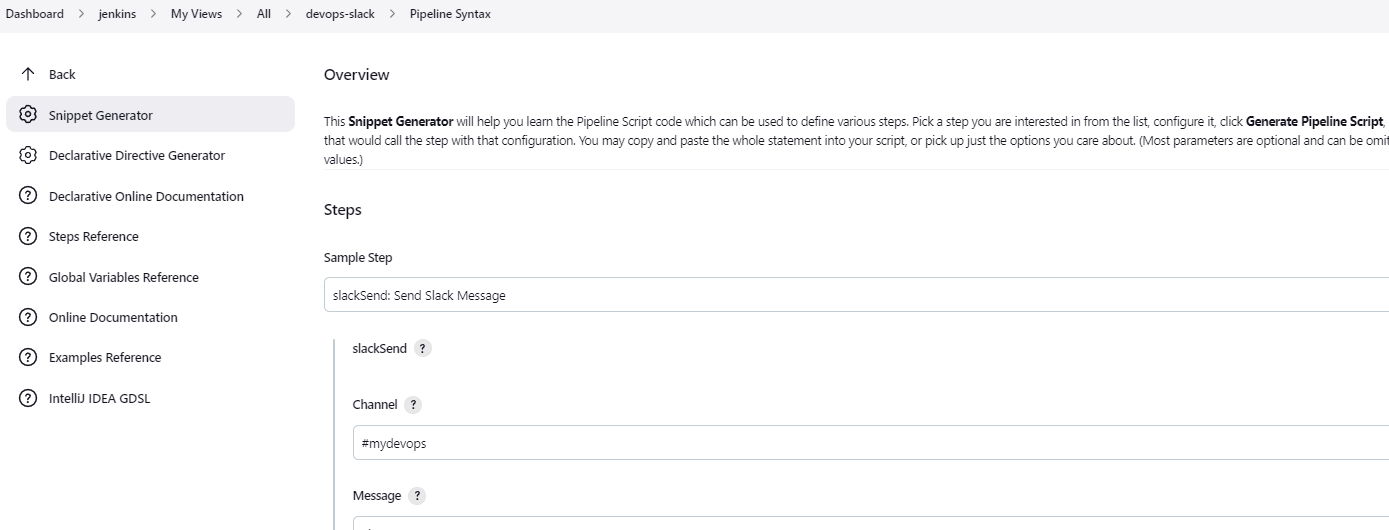 Dashboard > jenkins > My Views > All > devops-slack > Pipeline Syntax
Back
Snippet Generator
Declarative Directive Generator
Declarative Online Documentation
Steps Reference
Global Variables Reference
Online Documentation
Examples Reference
IntelliJ IDEA GDSL
Overview
This Snippet Generator will help you learn the Pipeline Script code which can be used to define various steps. Pick a step you are interested in from the list, configure it, click Generate Pipeline Script,
that would call the step with that configuration. You may copy and paste the whole statement into your script, or pick up just the options you care about. (Most parameters are optional and can be omit
values.)
Steps
Sample Step
slackSend: Send Slack Message
slackSend ?
Channel ?
#mydevops
Message ?